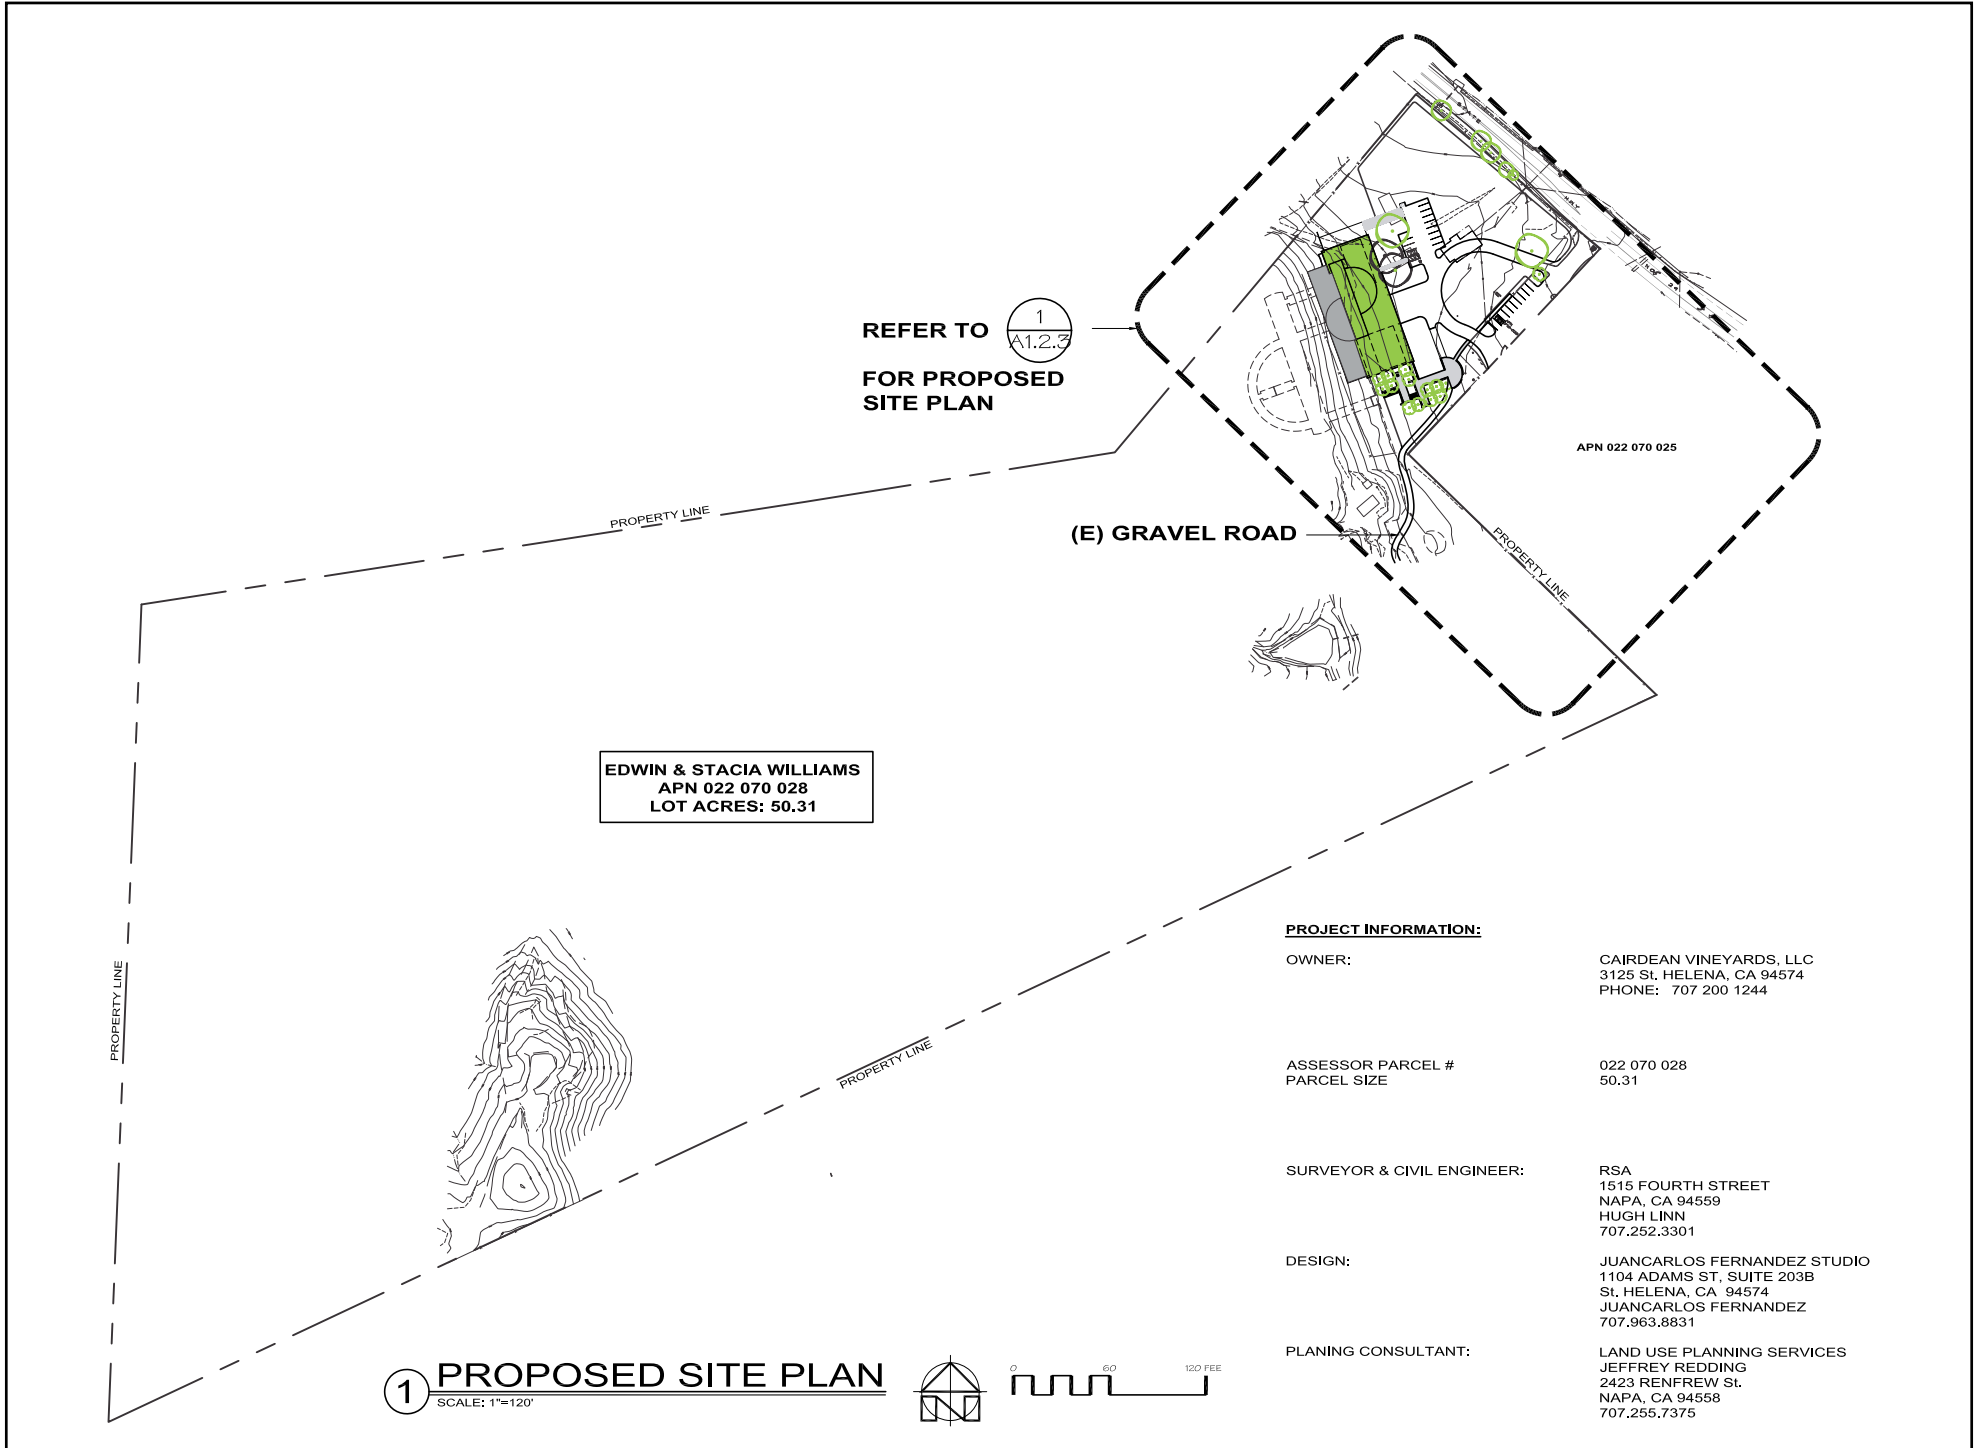 STATE
HWY
REFER TO
1
A1.2.3
FOR PROPOSED
SITE PLAN
APN 022 070 025
PROPERTY LINE
(E) GRAVEL ROAD
PROPERTY LINE
EDWIN & STACIA WILLIAMS
APN 022 070 028
LOT ACRES: 50.31
PROPERTY LINE
PROPERTY LINE
PROJECT INFORMATION:
OWNER:
CAIRDEAN VINEYARDS, LLC
3125 St. HELENA, CA 94574
PHONE: 707 200 1244
ASSESSOR PARCEL # 022 070 028
PARCEL SIZE 50.31
SURVEYOR & CIVIL ENGINEER: RSA
1515 FOURTH STREET
NAPA, CA 94559
HUGH LINN
707.252.3301
DESIGN: JUANCARLOS FERNANDEZ STUDIO
1104 ADAMS ST, SUITE 203B
St. HELENA, CA 94574
JUANCARLOS FERNANDEZ
707.963.8831
PLANING CONSULTANT: LAND USE PLANNING SERVICES
JEFFREY REDDING
2423 RENFREW St.
NAPA, CA 94558
707.255.7375
1 PROPOSED SITE PLAN
SCALE: 1"=120'
N
0 60 120 FEE